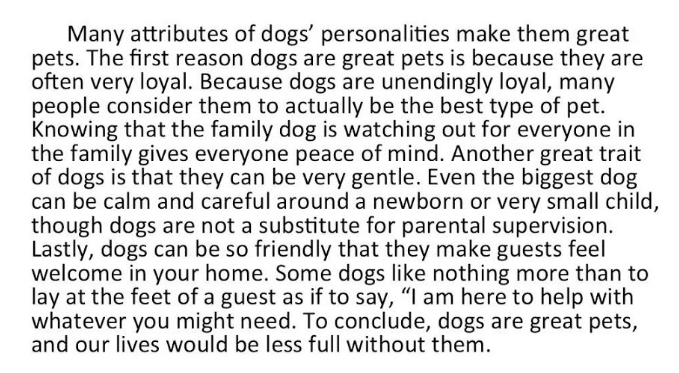 Many attributes of dogs’ personalities make them great
pets. The first reason dogs are great pets is because they are
often very loyal. Because dogs are unendingly loyal, many
people consider them to actually be the best type of pet.
Knowing that the family dog is watching out for everyone in
the family gives everyone peace of mind. Another great trait
of dogs is that they can be very gentle. Even the biggest dog
can be calm and careful around a newborn or very small child,
though dogs are not a substitute for parental supervision.
Lastly, dogs can be so friendly that they make guests feel
welcome in your home. Some dogs like nothing more than to
lay at the feet of a guest as if to say, “I am here to help with
whatever you might need. To conclude, dogs are great pets,
and our lives would be less full without them.